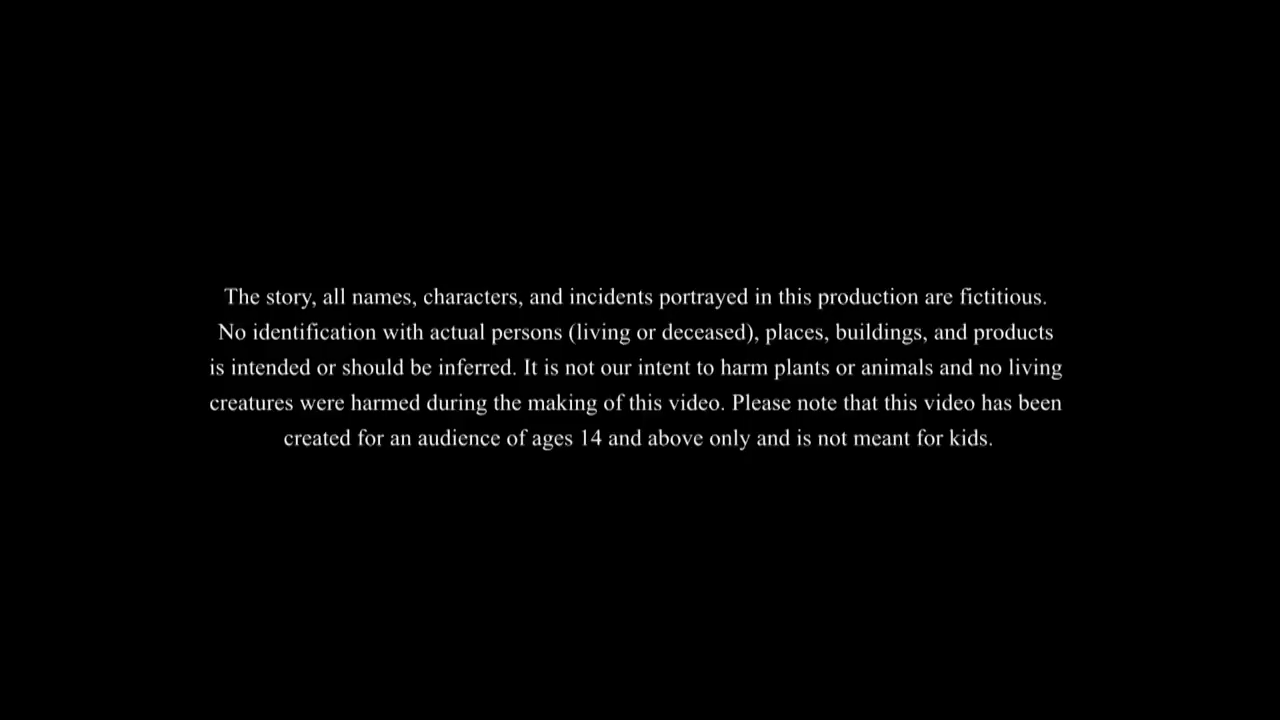 The story, all names, characters, and incidents portrayed in this production are fictitious.
No identification with actual persons (living or deceased), places, buildings, and products
is intended or should be inferred. It is not our intent to harm plants or animals and no living
creatures were harmed during the making of this video. Please note that this video has been
created for an audience of ages 14 and above only and is not meant for kids.